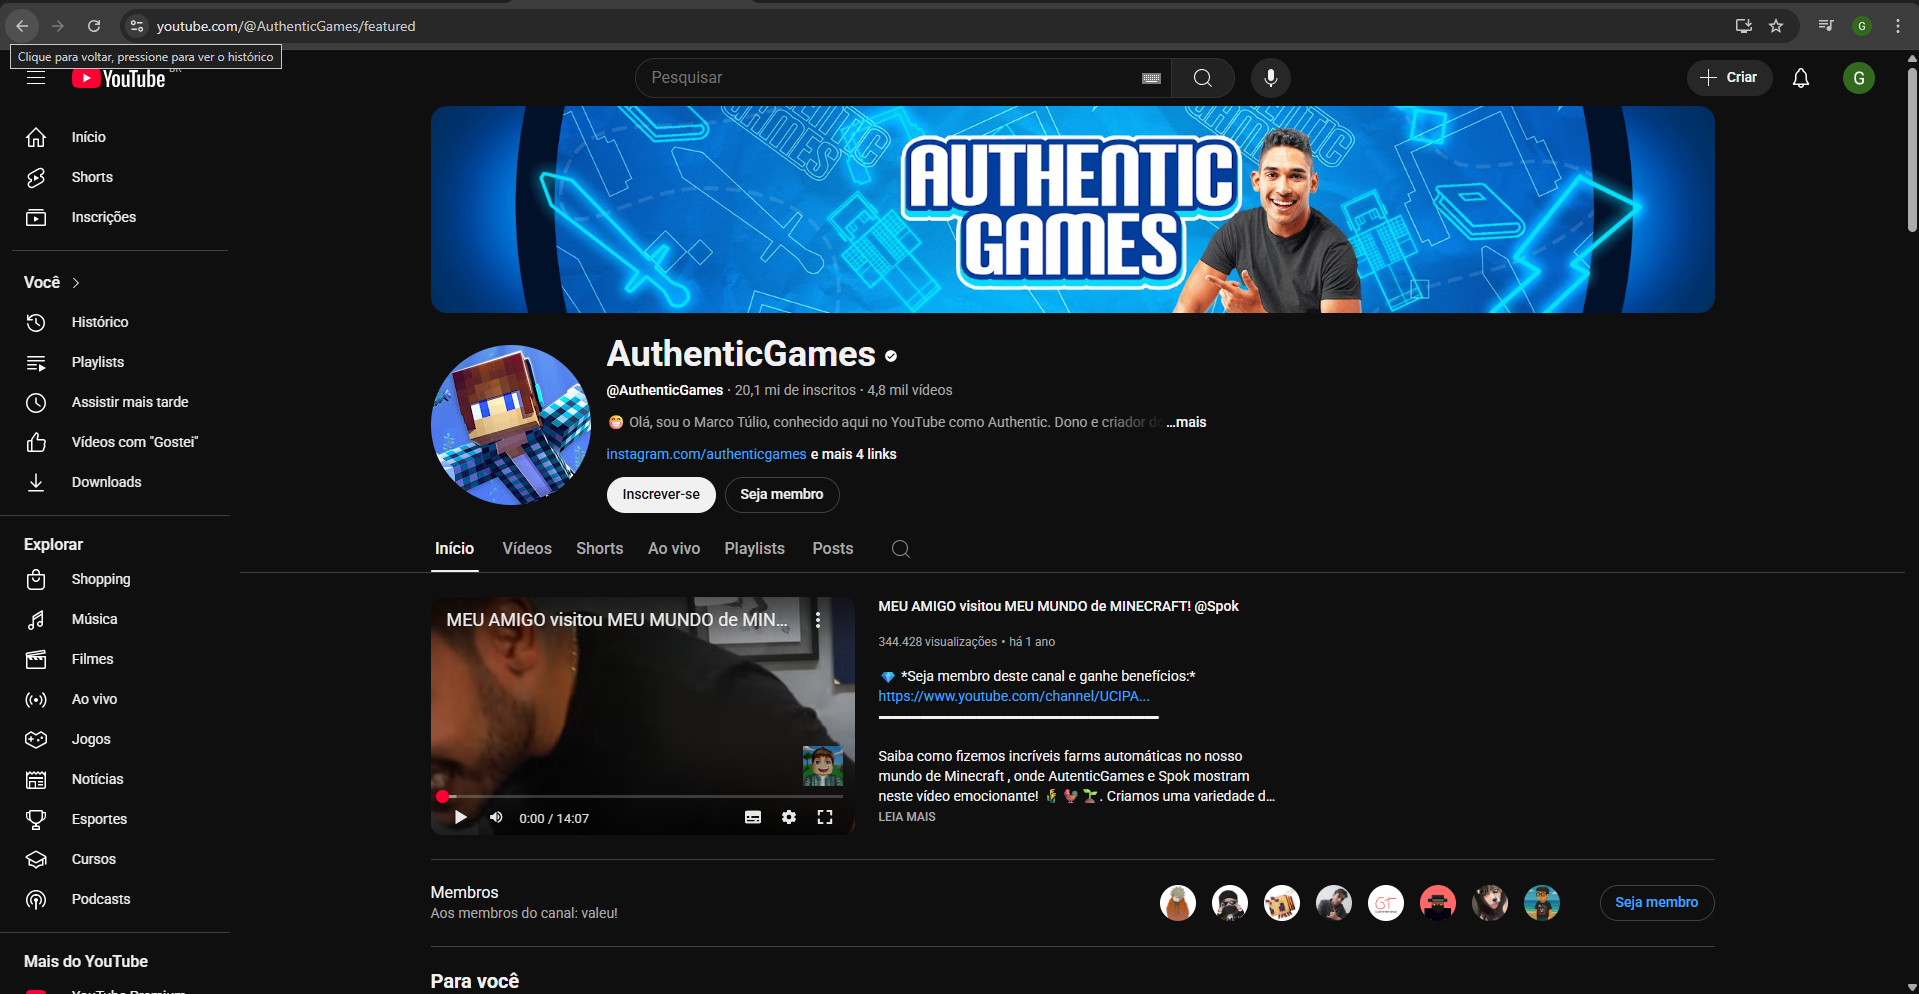 youtube.com/@AuthenticGames/featured
G
Clique para voltar, pressione para ver o histórico
YouTube
Pesquisar
Criar
G
Início
Shorts
Inscrições
Você
Histórico
Playlists
Assistir mais tarde
Vídeos com "Gostei"
Downloads
Explorar
Shopping
Música
Filmes
Ao vivo
Jogos
Notícias
Esportes
Cursos
Podcasts
Mais do YouTube
YouTube Premium
AUTHENTIC
GAMES
AuthenticGames
@AuthenticGames · 20,1 mi de inscritos · 4,8 mil vídeos
😁 Olá, sou o Marco Túlio, conhecido aqui no YouTube como Authentic. Dono e criador do ...mais
instagram.com/authenticgames e mais 4 links
Inscrever-se
Seja membro
Início Vídeos Shorts Ao vivo Playlists Posts
MEU AMIGO visitou MEU MUNDO de MIN...
0:00 / 14:07
MEU AMIGO visitou MEU MUNDO de MINECRAFT! @Spok
344.428 visualizações • há 1 ano
💎 *Seja membro deste canal e ganhe benefícios:*
https://www.youtube.com/channel/UCIPA...
Saiba como fizemos incríveis farms automáticas no nosso
mundo de Minecraft , onde AutenticGames e Spok mostram
neste vídeo emocionante! 🌾 🐓 🌱. Criamos uma variedade d...
LEIA MAIS
Membros
Aos membros do canal: valeu!
GT
Seja membro
Para você